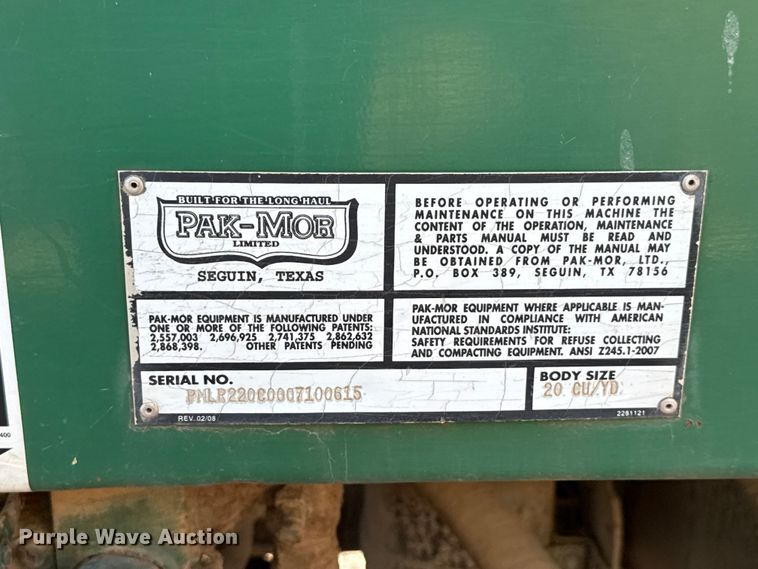 BUILT FOR THE LONG HAUL
PAK-MOR
LIMITED
SEGUIN, TEXAS
BEFORE OPERATING OR PERFORMING
MAINTENANCE ON THIS MACHINE THE
CONTENT OF THE OPERATION, MAINTENANCE
& PARTS MANUAL MUST BE READ AND
UNDERSTOOD. A COPY OF THE MANUAL MAY
BE OBTAINED FROM PAK-MOR, LTD.,
P.O. BOX 389, SEGUIN, TX 78156
PAK-MOR EQUIPMENT IS MANUFACTURED UNDER
ONE OR MORE OF THE FOLLOWING PATENTS:
2,557,003 2,696,925 2,741,375 2,862,632
2,868,398. OTHER PATENTS PENDING
PAK-MOR EQUIPMENT WHERE APPLICABLE IS MAN-
UFACTURED IN COMPLIANCE WITH AMERICAN
NATIONAL STANDARDS INSTITUTE:
SAFETY REQUIREMENTS FOR REFUSE COLLECTING
AND COMPACTING EQUIPMENT. ANSI Z245.1-2007
SERIAL NO.
PMLR220C0007100615
BODY SIZE
20 CU/YD
REV. 02/08
2281121
400
Purple Wave Auction